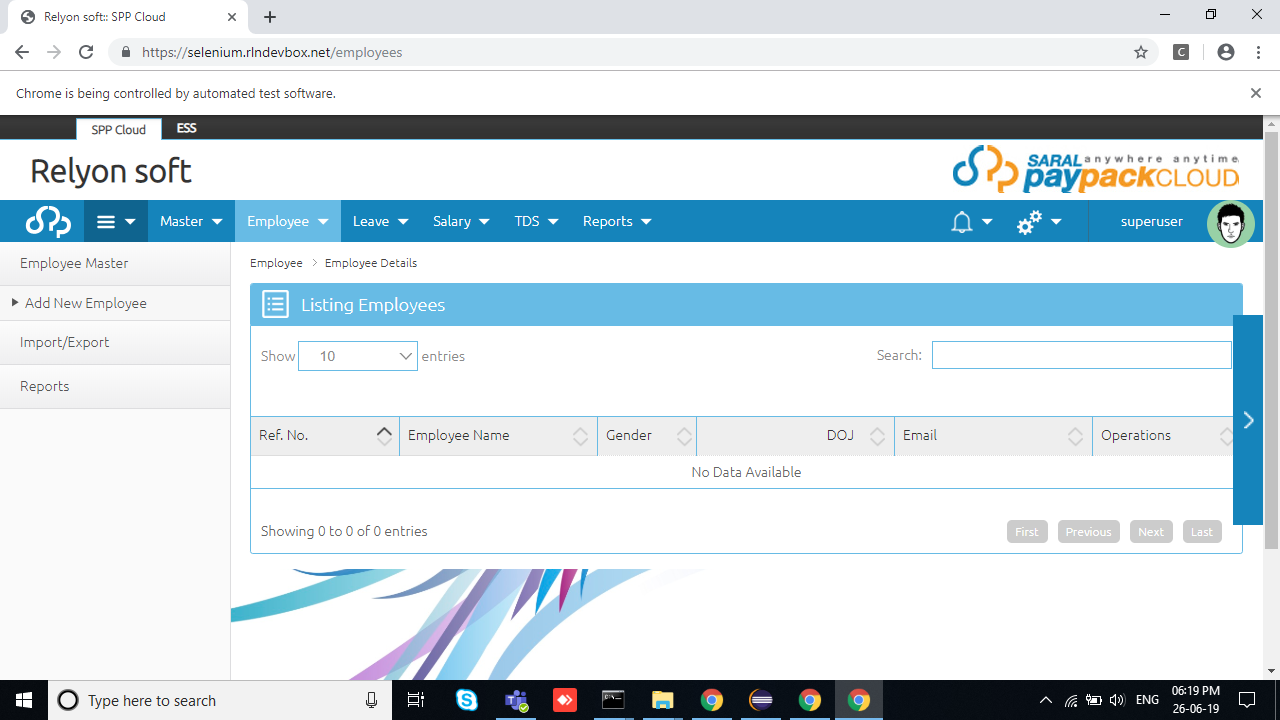 Relyon soft:: SPP Cloud
https://selenium.rlndevbox.net/employees
C
Chrome is being controlled by automated test software.
SPP Cloud ESS
Relyon soft
SARAL anywhere anytime
paypackCLOUD
Master Employee Leave Salary TDS Reports superuser
Employee Master
Add New Employee
Import/Export
Reports
Employee > Employee Details
Listing Employees
Show 10 entries
Search:
Ref. No. Employee Name Gender DOJ Email Operations
No Data Available
Showing 0 to 0 of 0 entries
First Previous Next Last
Type here to search
ENG
06:19 PM
26-06-19